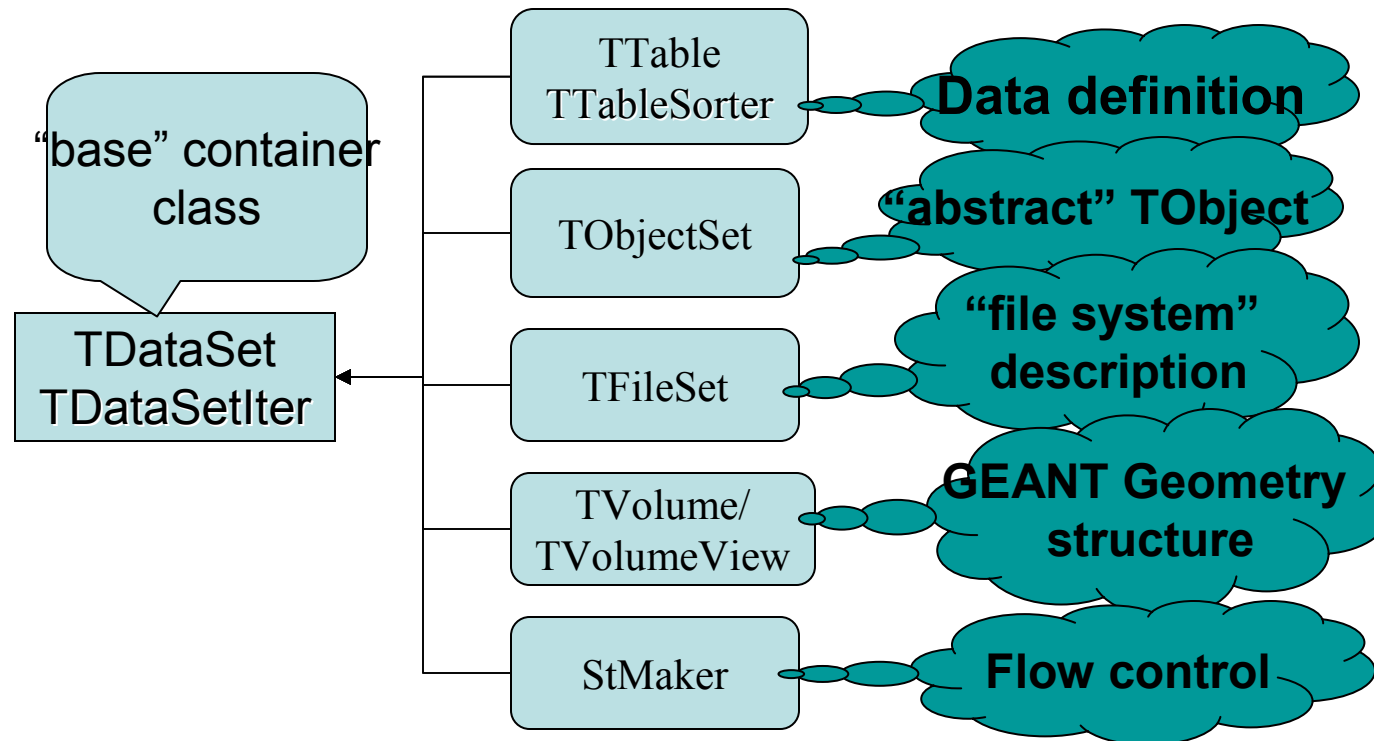 “base” container
class
TDataSet
TDataSetIter
TTable
TTableSorter
Data definition
TObjectSet
“abstract” TObject
TFileSet
“file system”
description
TVolume/
TVolumeView
GEANT Geometry
structure
StMaker
Flow control